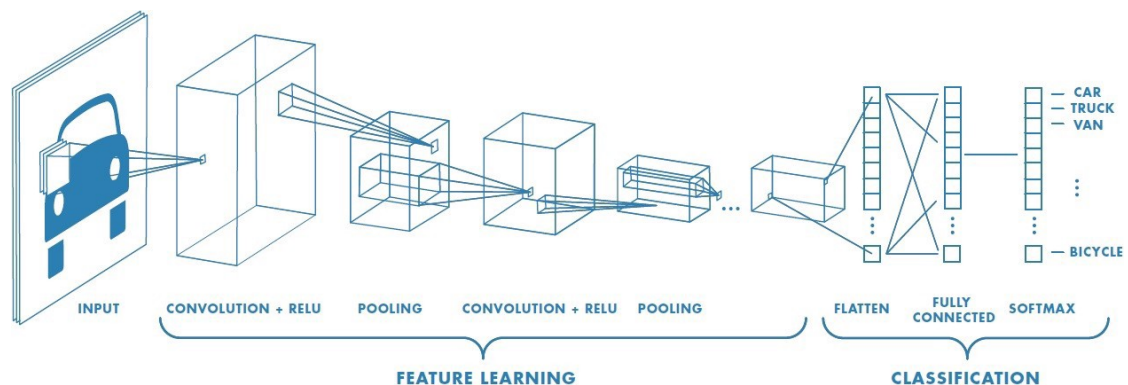 CAR
TRUCK
VAN
BICYCLE
INPUT
CONVOLUTION + RELU
POOLING
CONVOLUTION + RELU
POOLING
FLATTEN
FULLY
CONNECTED
SOFTMAX
FEATURE LEARNING
CLASSIFICATION